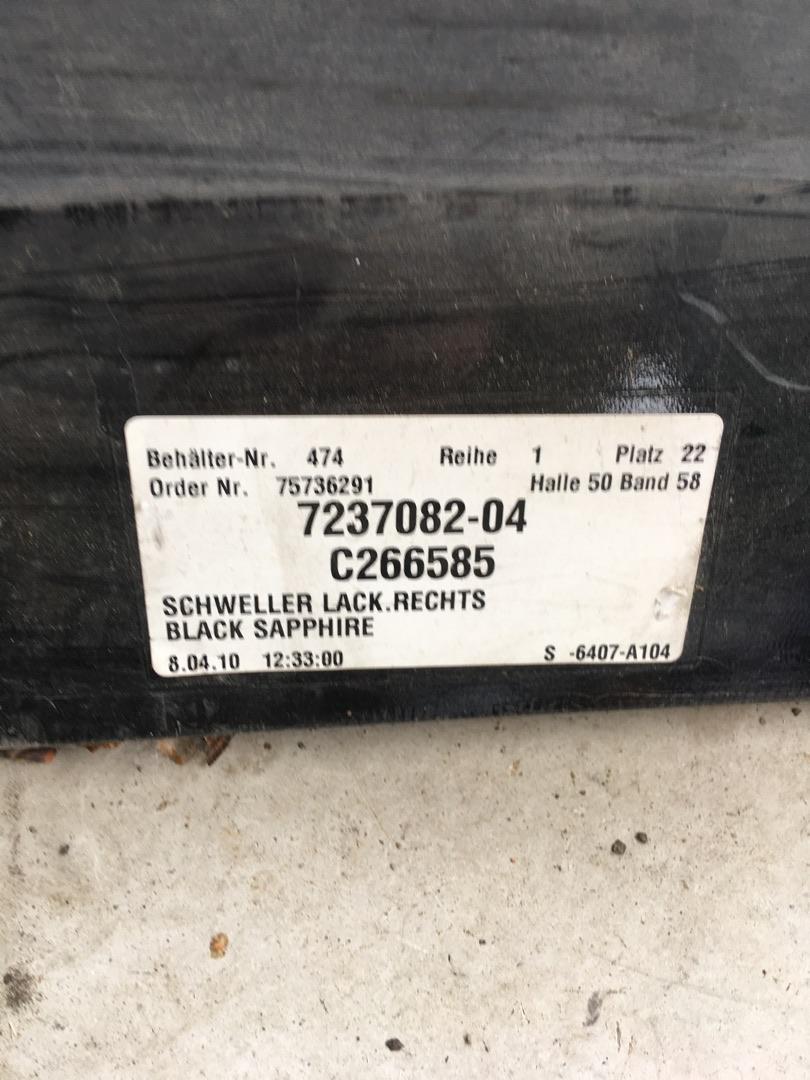 Behälter-Nr. 474 Reihe 1 Platz 22
Order Nr. 75736291 Halle 50 Band 58
7237082-04
C266585
SCHWELLER LACK.RECHTS
BLACK SAPPHIRE
8.04.10 12:33:00 S -6407-A104